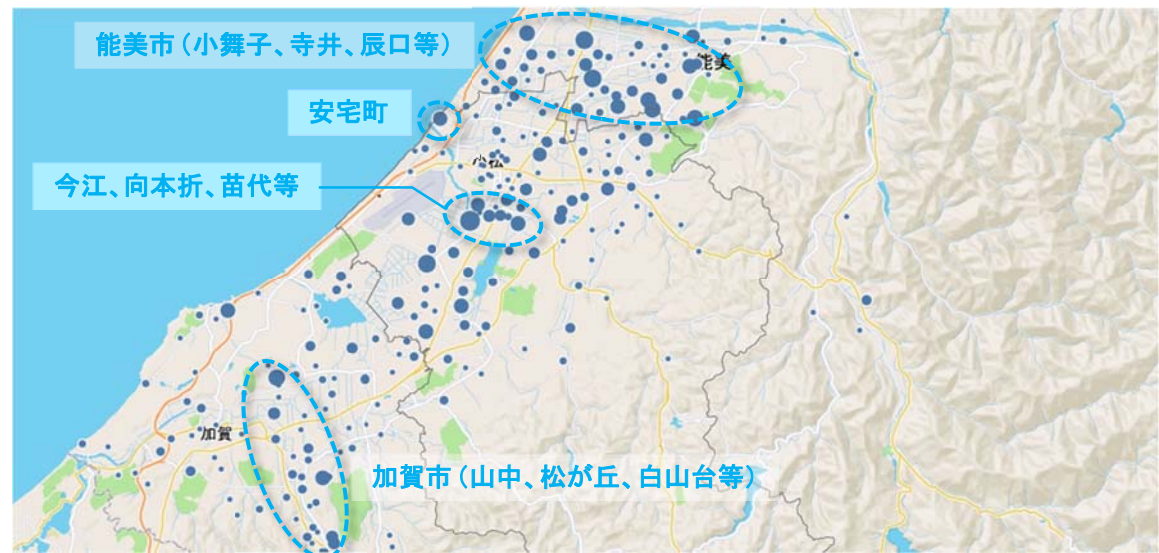 能美市（小舞子、寺井、辰口等）
能美
安宅町
小松
今江、向本折、苗代等
加賀
加賀市（山中、松が丘、白山台等）